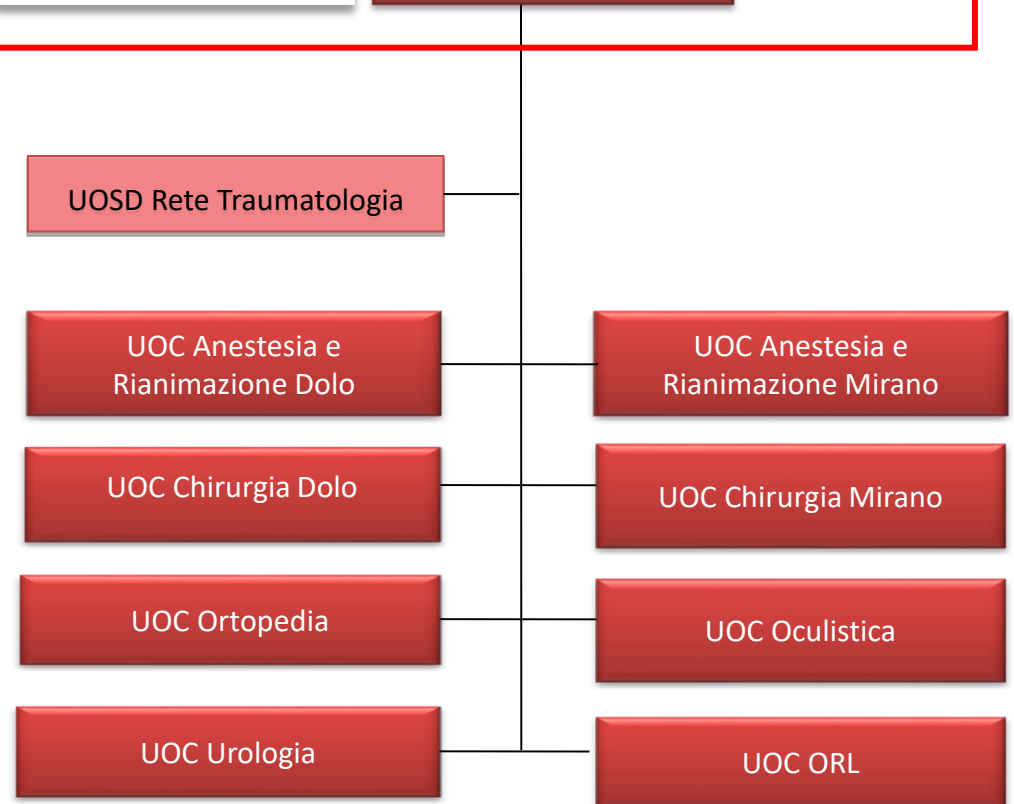 UOSD Rete Traumatologia
UOC Anestesia e
Rianimazione Dolo
UOC Anestesia e
Rianimazione Mirano
UOC Chirurgia Dolo
UOC Chirurgia Mirano
UOC Ortopedia
UOC Oculistica
UOC Urologia
UOC ORL